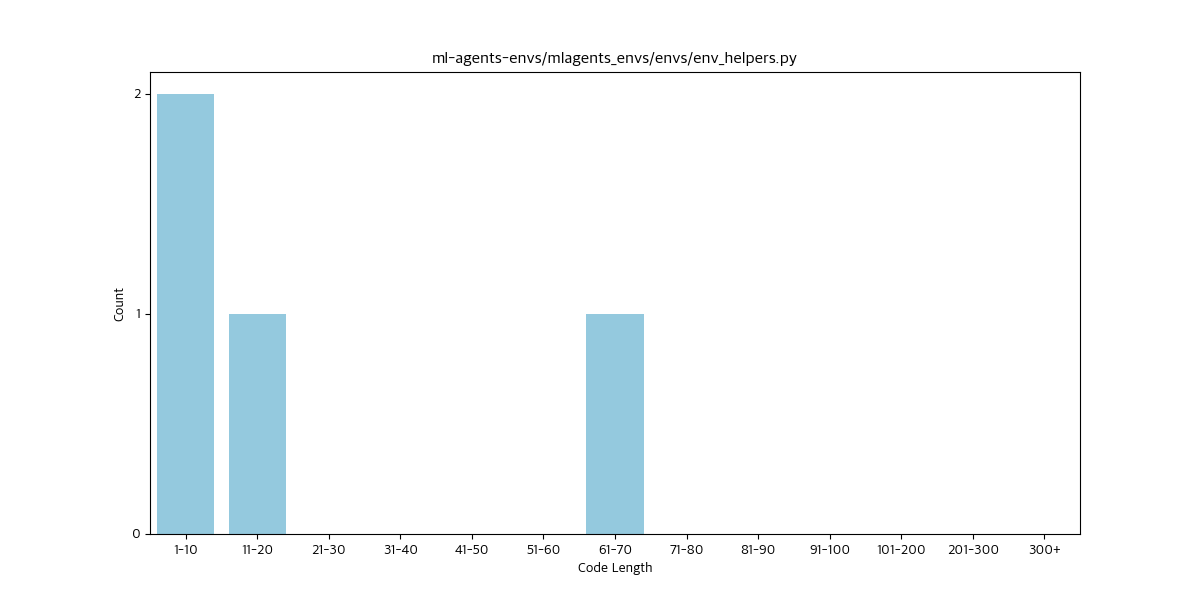 ml-agents-envs/mlagents_envs/envs/env_helpers.py
Count
2
1
0
1-10 11-20 21-30 31-40 41-50 51-60 61-70 71-80 81-90 91-100 101-200 201-300 300+
Code Length